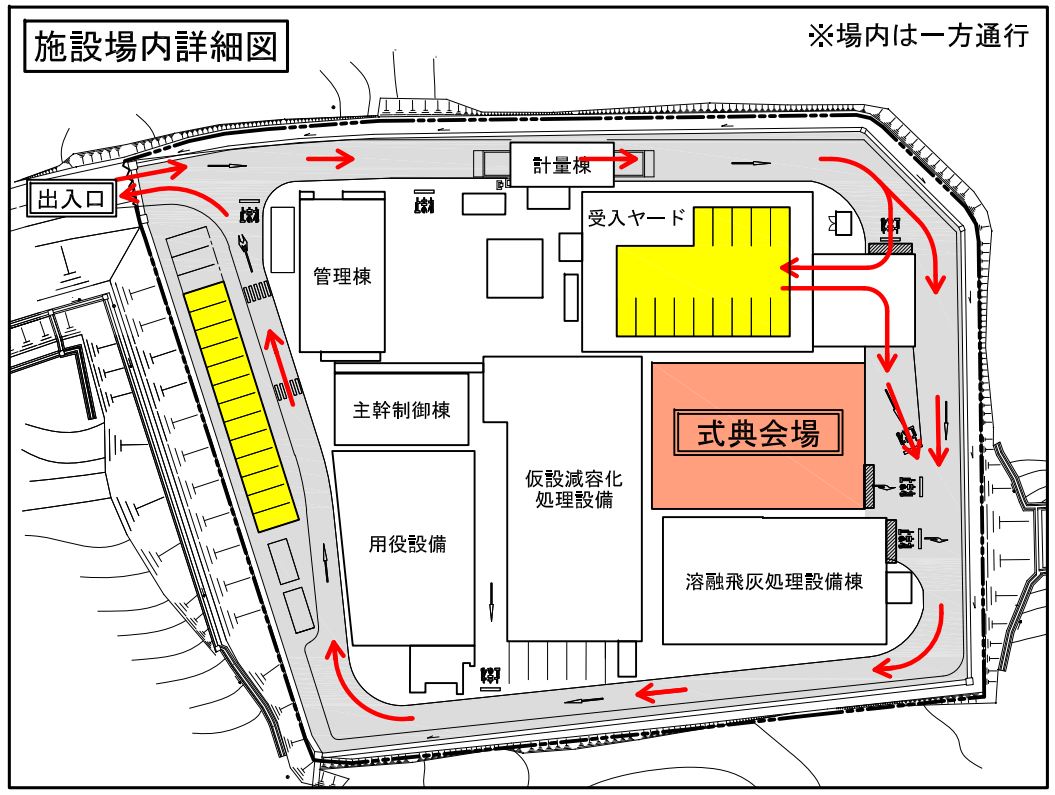 施設場内詳細図
※場内は一方通行
出入口
計量棟
受入ヤード
管理棟
主幹制御棟
式典会場
仮設減容化
処理設備
用役設備
溶融飛灰処理設備棟